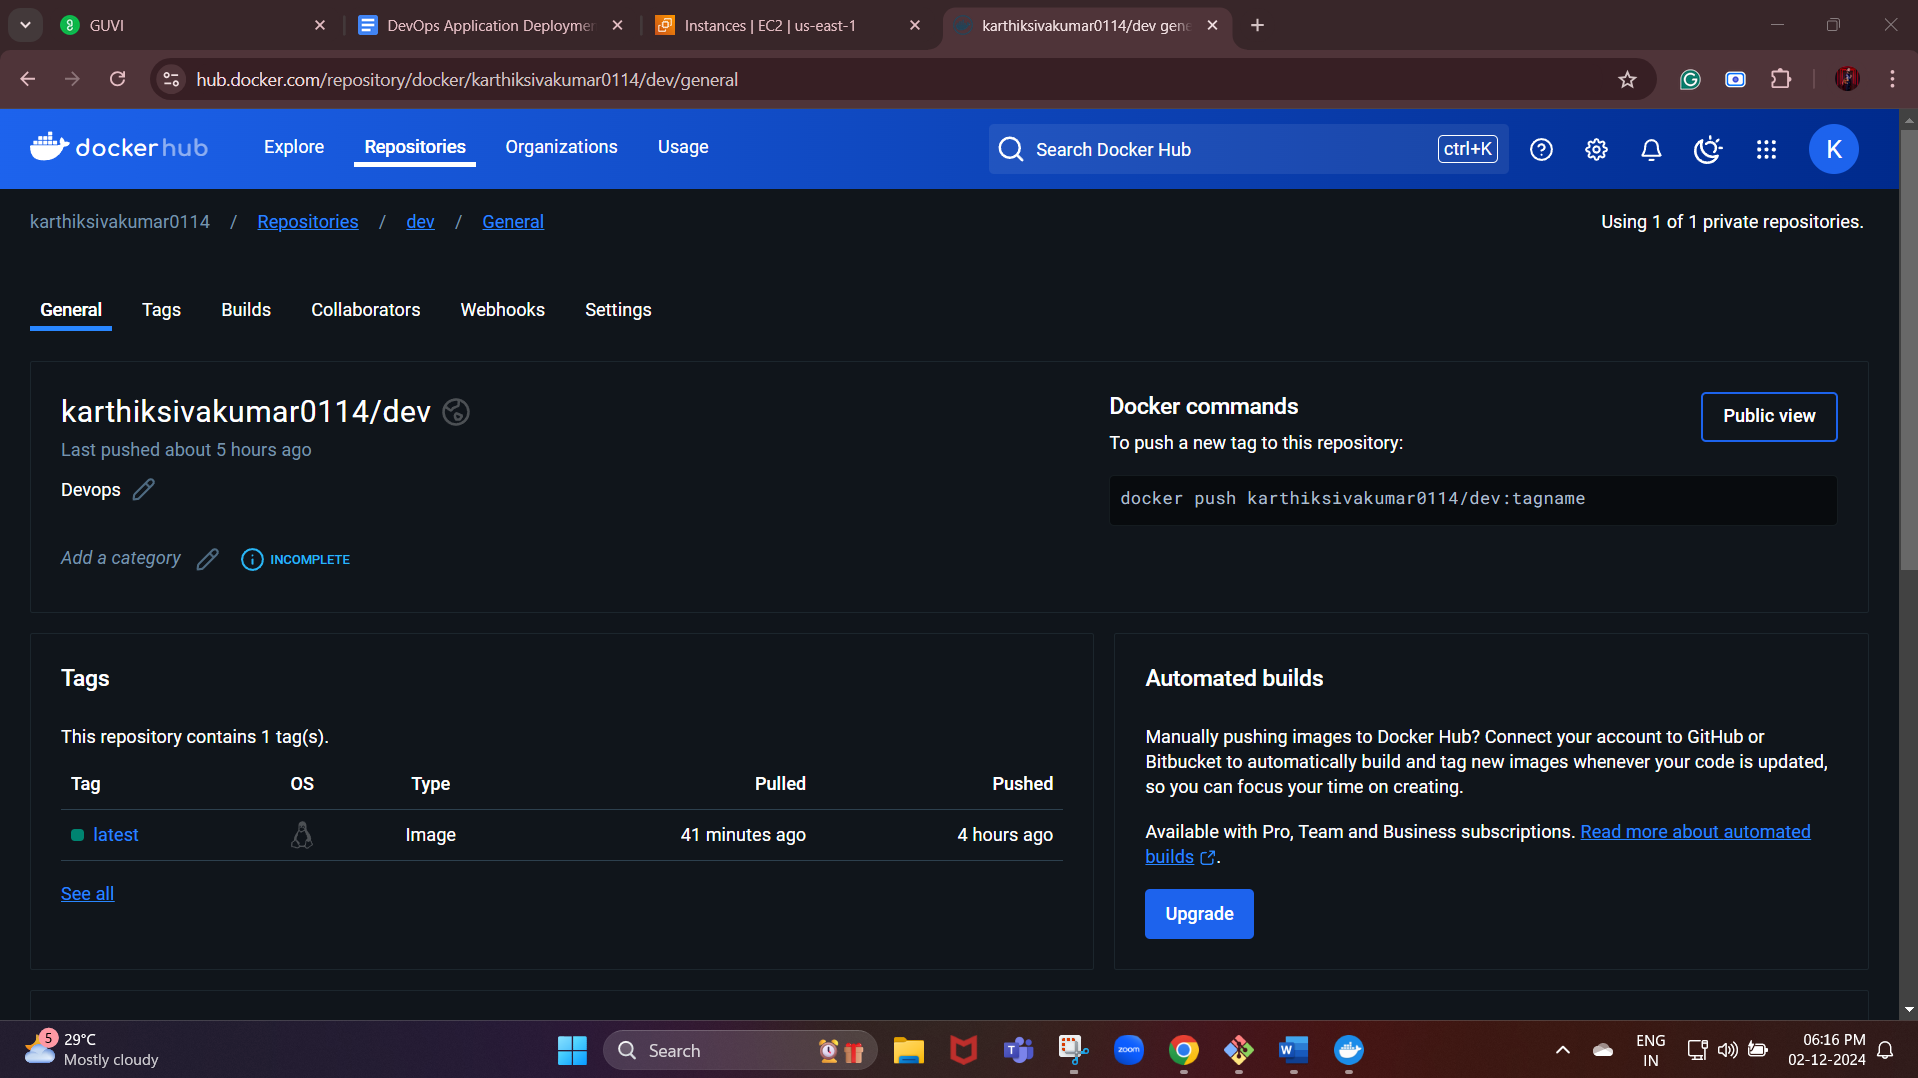 GUVI
DevOps Application Deploymen
Instances | EC2 | us-east-1
karthiksivakumar0114/dev gene
hub.docker.com/repository/docker/karthiksivakumar0114/dev/general
dockerhub
Explore
Repositories
Organizations
Usage
Search Docker Hub
ctrl+K
K
karthiksivakumar0114 / Repositories / dev / General
Using 1 of 1 private repositories.
General
Tags
Builds
Collaborators
Webhooks
Settings
karthiksivakumar0114/dev
Last pushed about 5 hours ago
Devops
Add a category
INCOMPLETE
Docker commands
To push a new tag to this repository:
Public view
docker push karthiksivakumar0114/dev:tagname
Tags
This repository contains 1 tag(s).
Tag OS Type Pulled Pushed
latest Image 41 minutes ago 4 hours ago
See all
Automated builds
Manually pushing images to Docker Hub? Connect your account to GitHub or
Bitbucket to automatically build and tag new images whenever your code is updated,
so you can focus your time on creating.
Available with Pro, Team and Business subscriptions. Read more about automated
builds .
Upgrade
5
29°C
Mostly cloudy
Search
zoom
W
ENG
IN
06:16 PM
02-12-2024